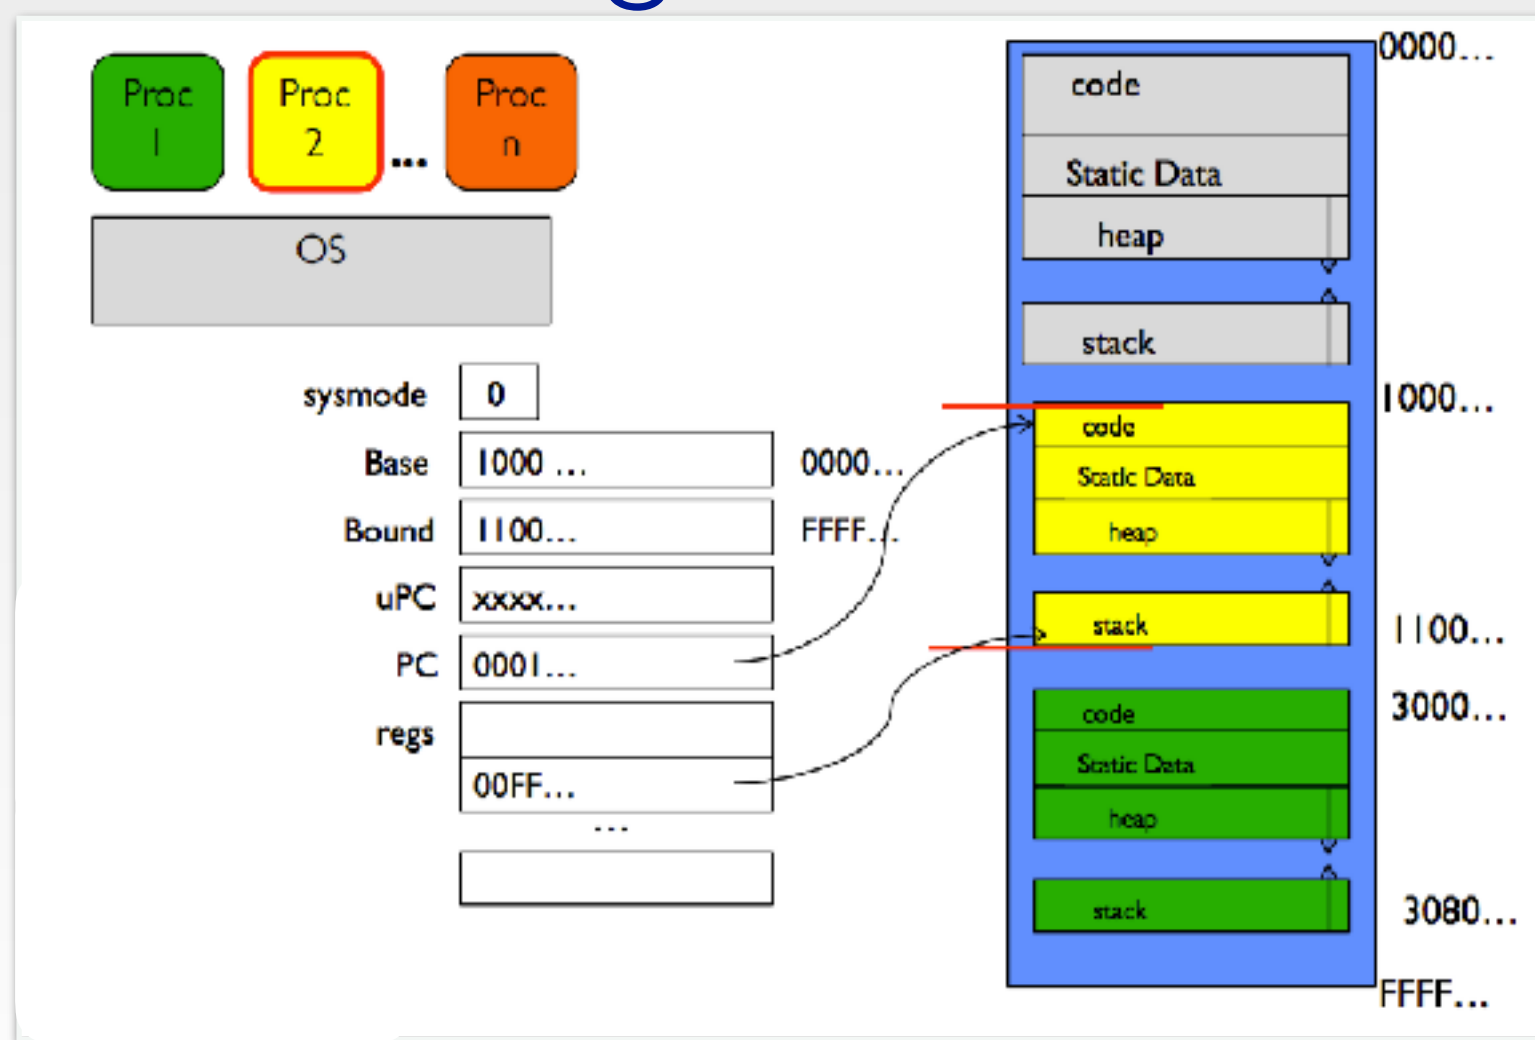 Proc
1
Proc
2
...
Proc
n
OS
sysmode 0
Base 1000 ... 0000...
Bound 1100... FFFF...
uPC xxxx...
PC 0001...
regs
00FF...
...
0000...
code
Static Data
heap
stack
1000...
code
Static Data
heap
stack
1100...
3000...
code
Static Data
heap
stack
3080...
FFFF...